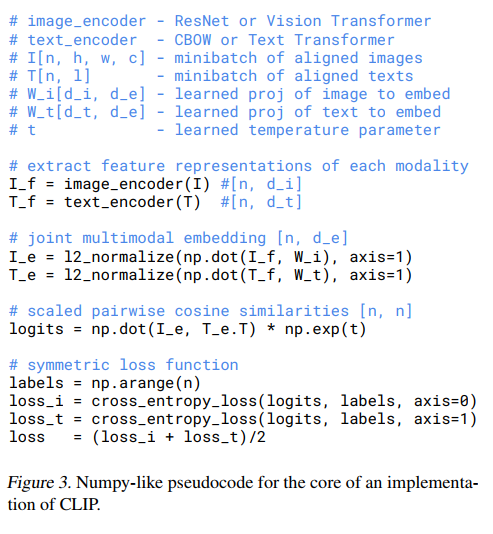 # image_encoder - ResNet or Vision Transformer
# text_encoder  - CBOW or Text Transformer
# I[n, h, w, c] - minibatch of aligned images
# T[n, l]       - minibatch of aligned texts
# W_i[d_i, d_e] - learned proj of image to embed
# W_t[d_t, d_e] - learned proj of text to embed
# t             - learned temperature parameter

# extract feature representations of each modality
I_f = image_encoder(I) #[n, d_i]
T_f = text_encoder(T)  #[n, d_t]

# joint multimodal embedding [n, d_e]
I_e = l2_normalize(np.dot(I_f, W_i), axis=1)
T_e = l2_normalize(np.dot(T_f, W_t), axis=1)

# scaled pairwise cosine similarities [n, n]
logits = np.dot(I_e, T_e.T) * np.exp(t)

# symmetric loss function
labels = np.arange(n)
loss_i = cross_entropy_loss(logits, labels, axis=0)
loss_t = cross_entropy_loss(logits, labels, axis=1)
loss   = (loss_i + loss_t)/2

Figure 3. Numpy-like pseudocode for the core of an implementa-
tion of CLIP.